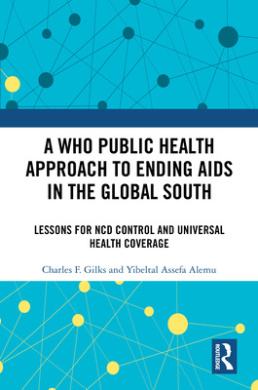 A WHO PUBLIC HEALTH
APPROACH TO ENDING AIDS
IN THE GLOBAL SOUTH
LESSONS FOR NCD CONTROL AND UNIVERSAL
HEALTH COVERAGE
Charles F. Gilks and Yibeltal Assefa Alemu
R
ROUTLEDGE